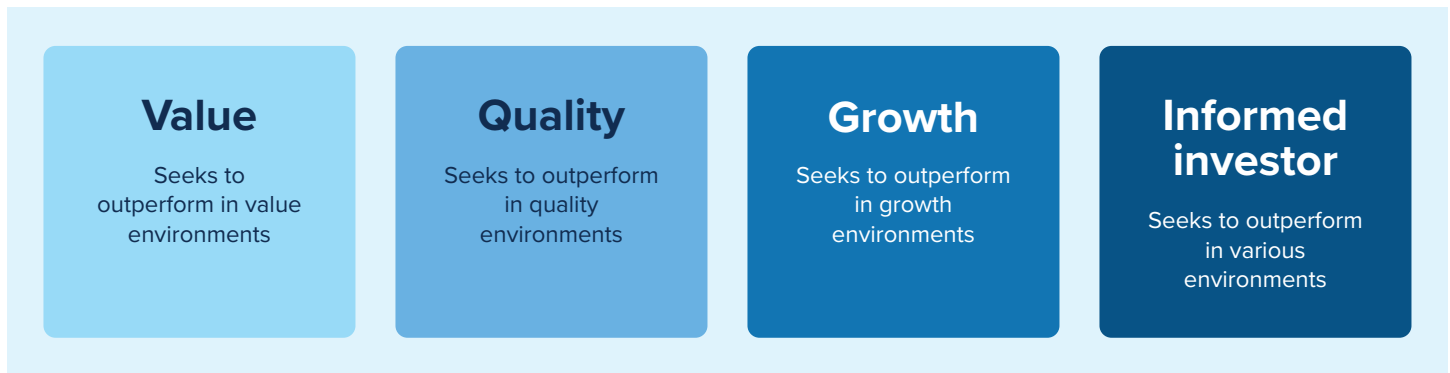 Value
Seeks to
outperform in value
environments
Quality
Seeks to outperform
in quality
environments
Growth
Seeks to outperform
in growth
environments
Informed
investor
Seeks to outperform
in various
environments